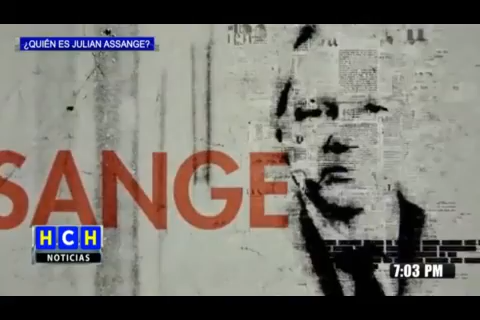 ¿QUIÉN ES JULIAN ASSANGE?
SANGE
HCH
NOTICIAS
7:03 PM